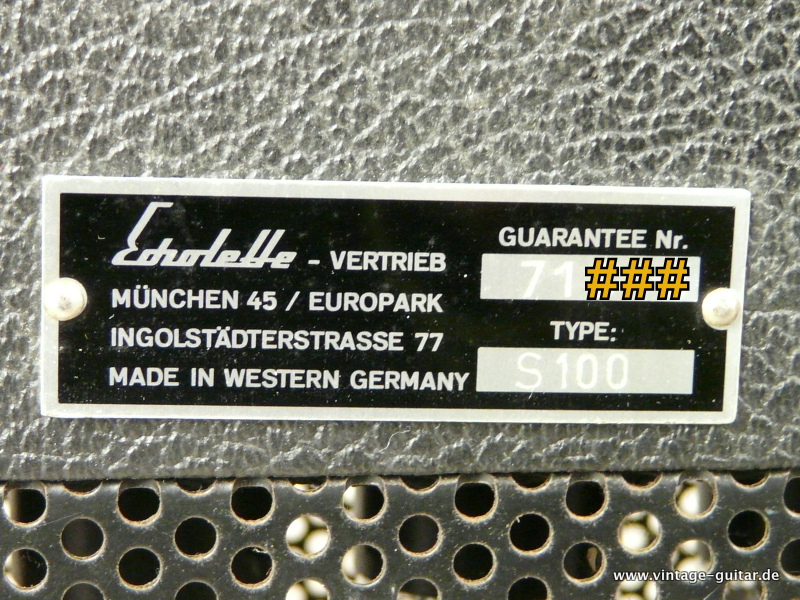 Echolette - VERTRIEB
MÜNCHEN 45 / EUROPARK
INGOLSTÄDTERSTRASSE 77
MADE IN WESTERN GERMANY
GUARANTEE Nr.
71###
TYPE:
S100
www.vintage-guitar.de